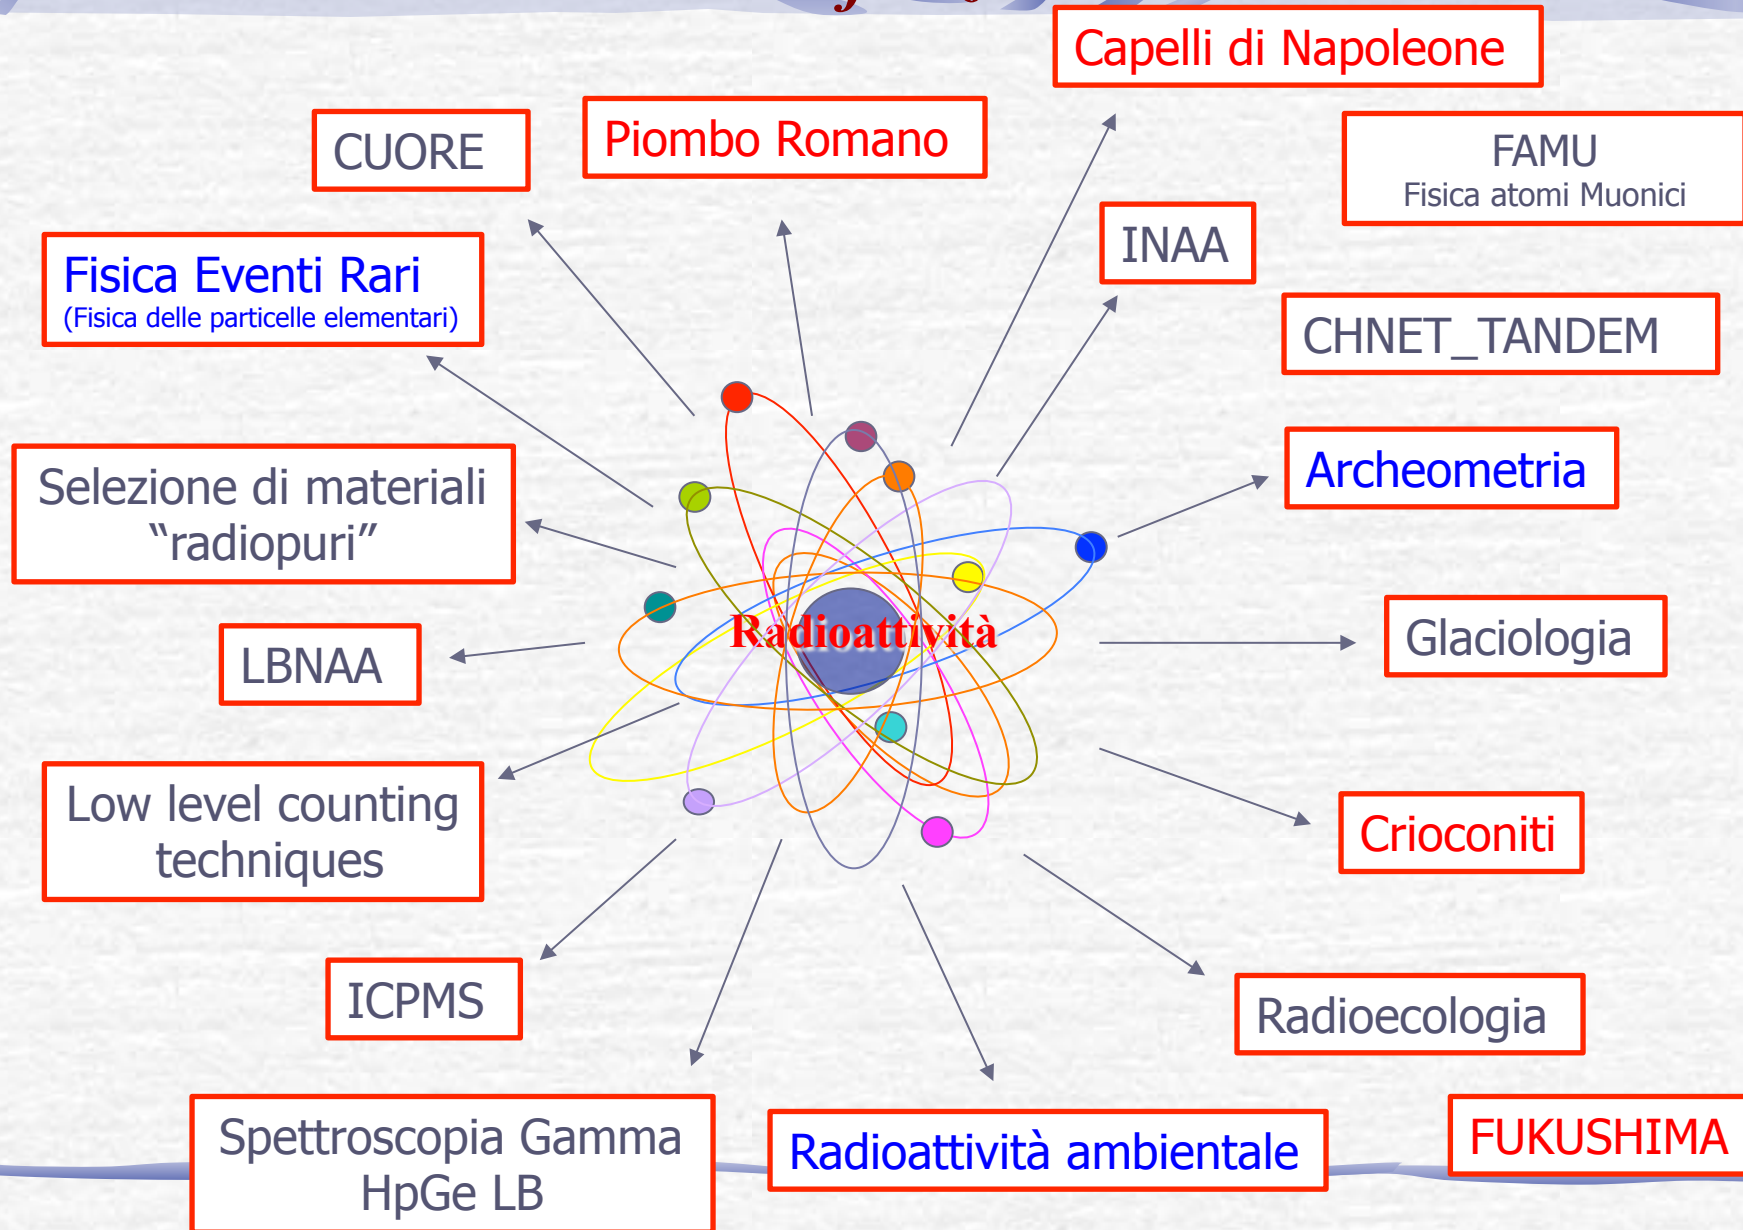 Capelli di Napoleone
CUORE
Piombo Romano
FAMU
Fisica atomi Muonici
INAA
Fisica Eventi Rari
(Fisica delle particelle elementari)
CHNET_TANDEM
Archeometria
Selezione di materiali
“radiopuri”
Radioattività
LBNAA
Glaciologia
Low level counting
techniques
Crioconiti
ICPMS
Radioecologia
Spettroscopia Gamma
HpGe LB
Radioattività ambientale
FUKUSHIMA